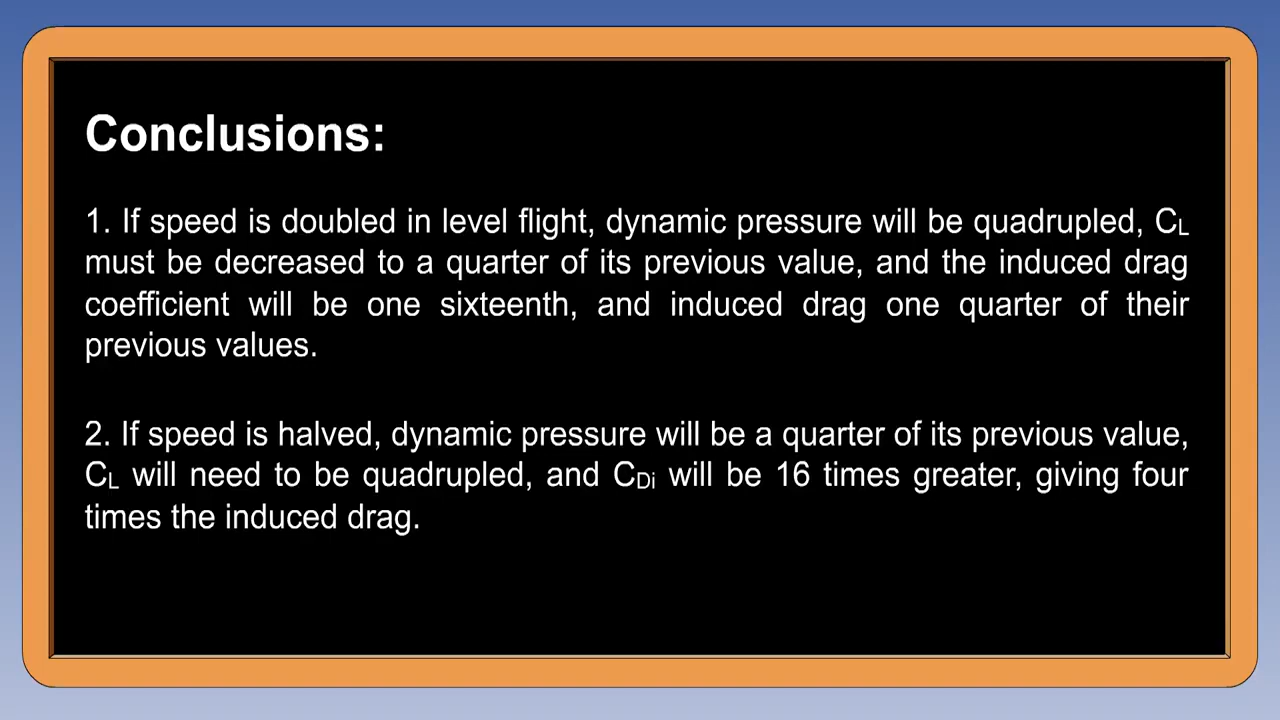 Conclusions:
1. If speed is doubled in level flight, dynamic pressure will be quadrupled, CL
must be decreased to a quarter of its previous value, and the induced drag
coefficient will be one sixteenth, and induced drag one quarter of their
previous values.
2. If speed is halved, dynamic pressure will be a quarter of its previous value,
CL will need to be quadrupled, and CDi will be 16 times greater, giving four
times the induced drag.